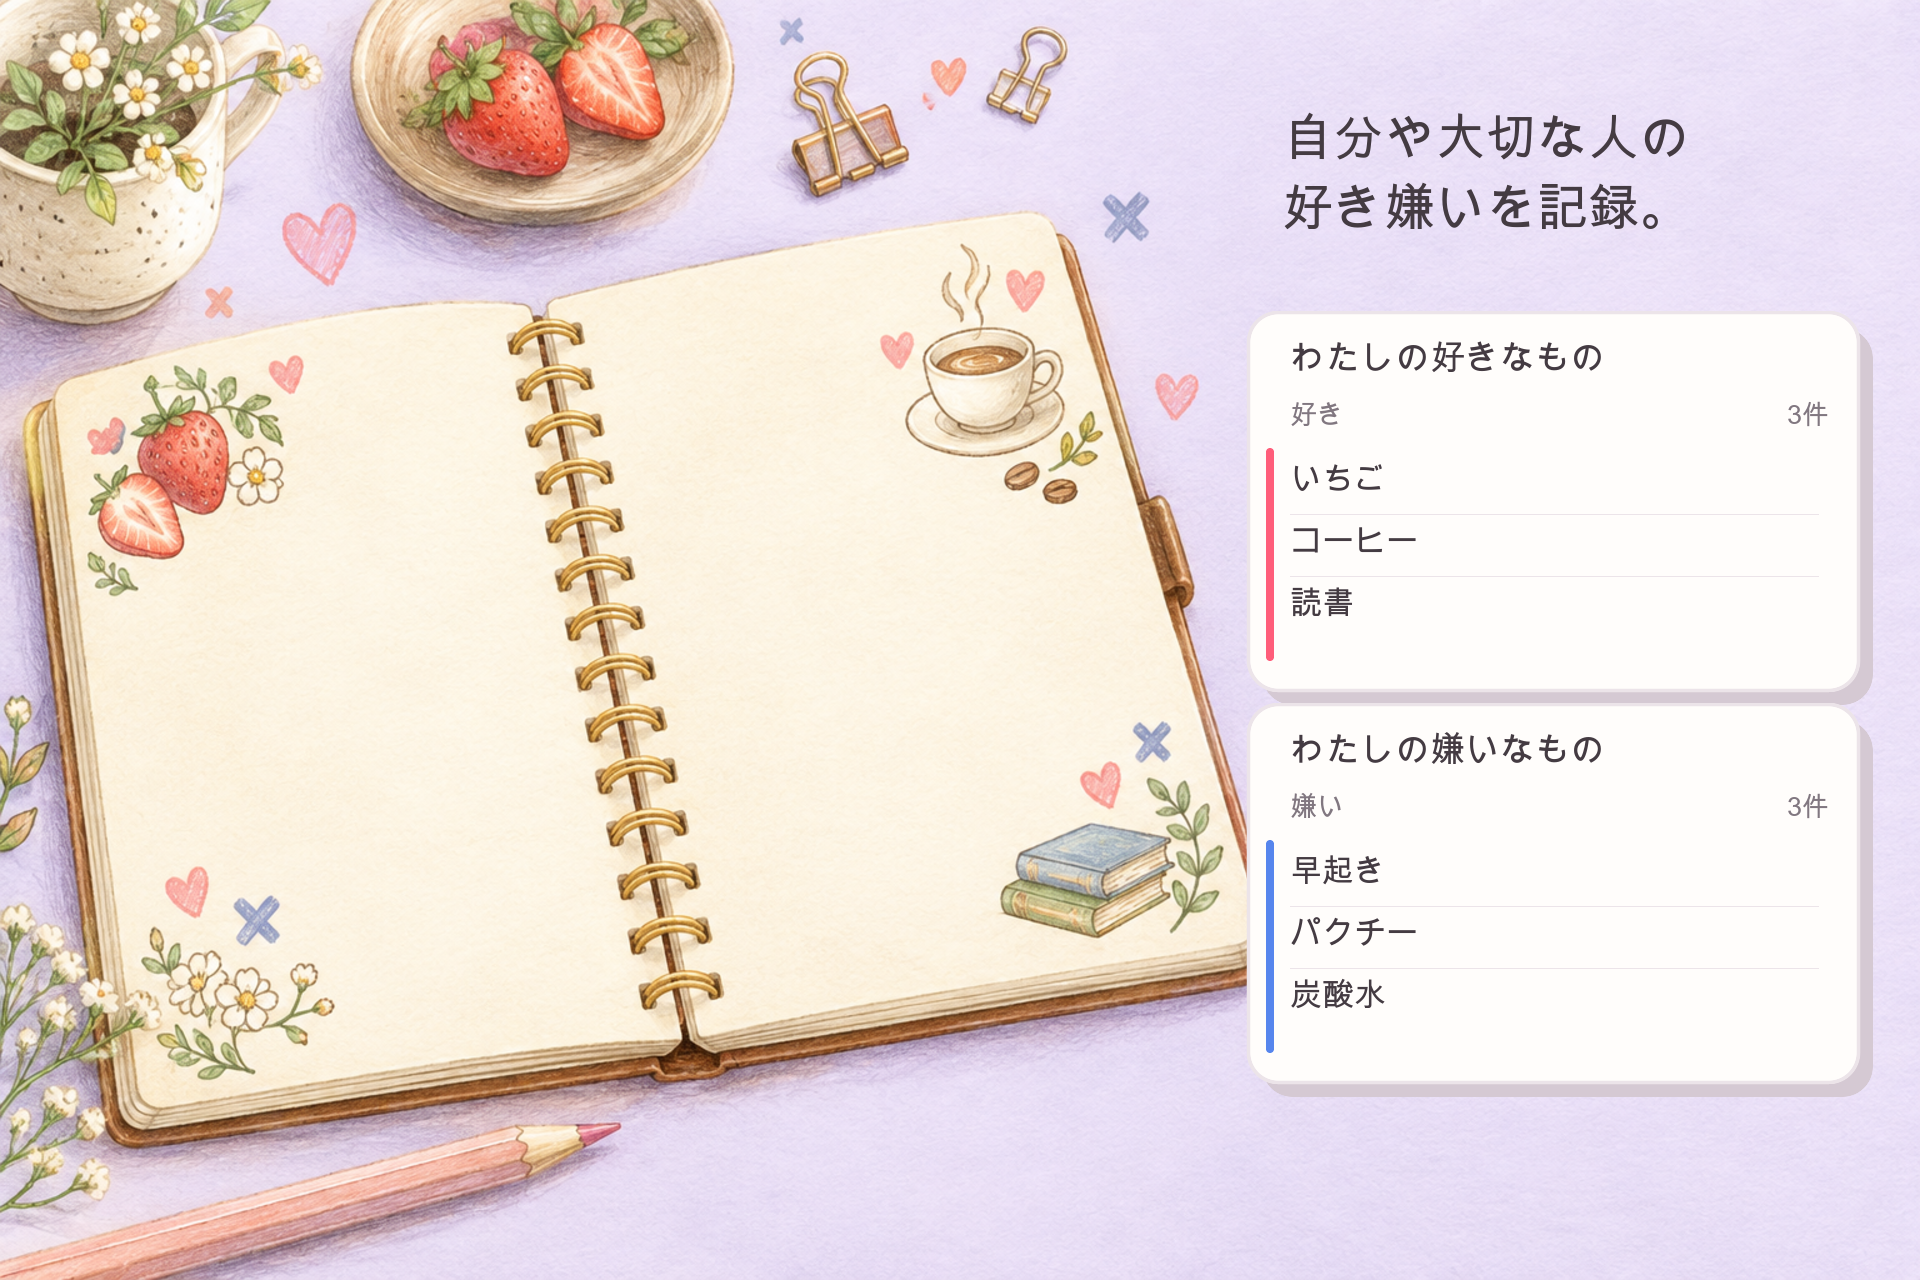 自分や大切な人の
好き嫌いを記録。
わたしの好きなもの
好き 3件
いちご
コーヒー
読書
わたしの嫌いなもの
嫌い 3件
早起き
パクチー
炭酸水